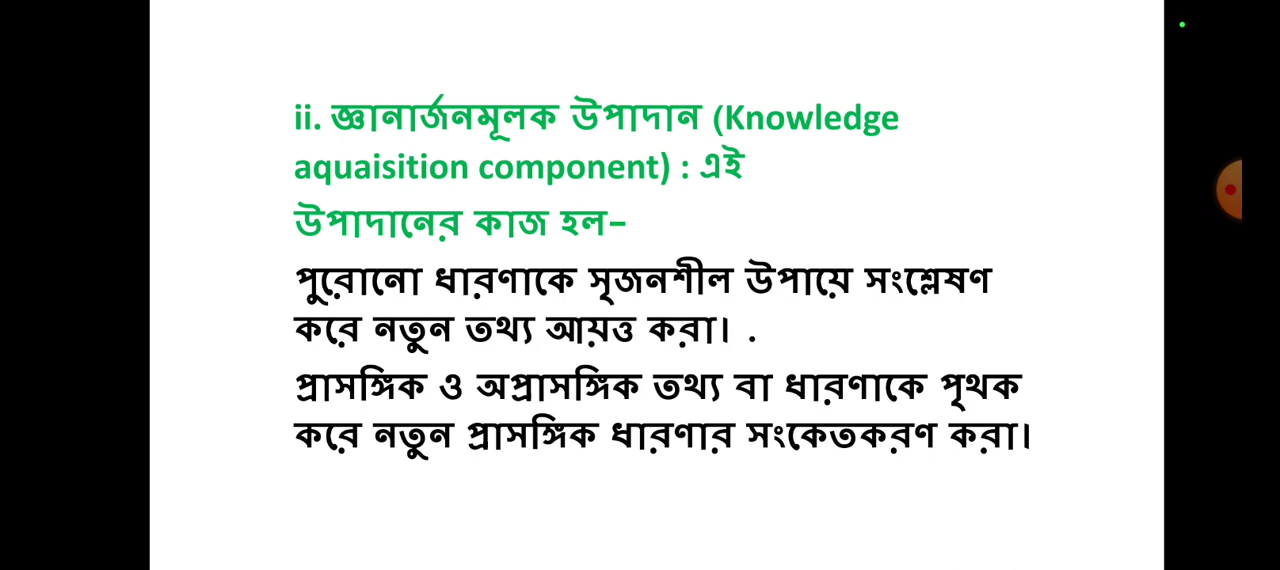 ii. জ্ঞানার্জনমূলক উপাদান (Knowledge
aquaisition component) : এই
উপাদানের কাজ হল–
পুরোনো ধারণাকে সৃজনশীল উপায়ে সংশ্লেষণ
করে নতুন তথ্য আয়ত্ত করা। .
প্রাসঙ্গিক ও অপ্রাসঙ্গিক তথ্য বা ধারণাকে পৃথক
করে নতুন প্রাসঙ্গিক ধারণার সংকেতকরণ করা।